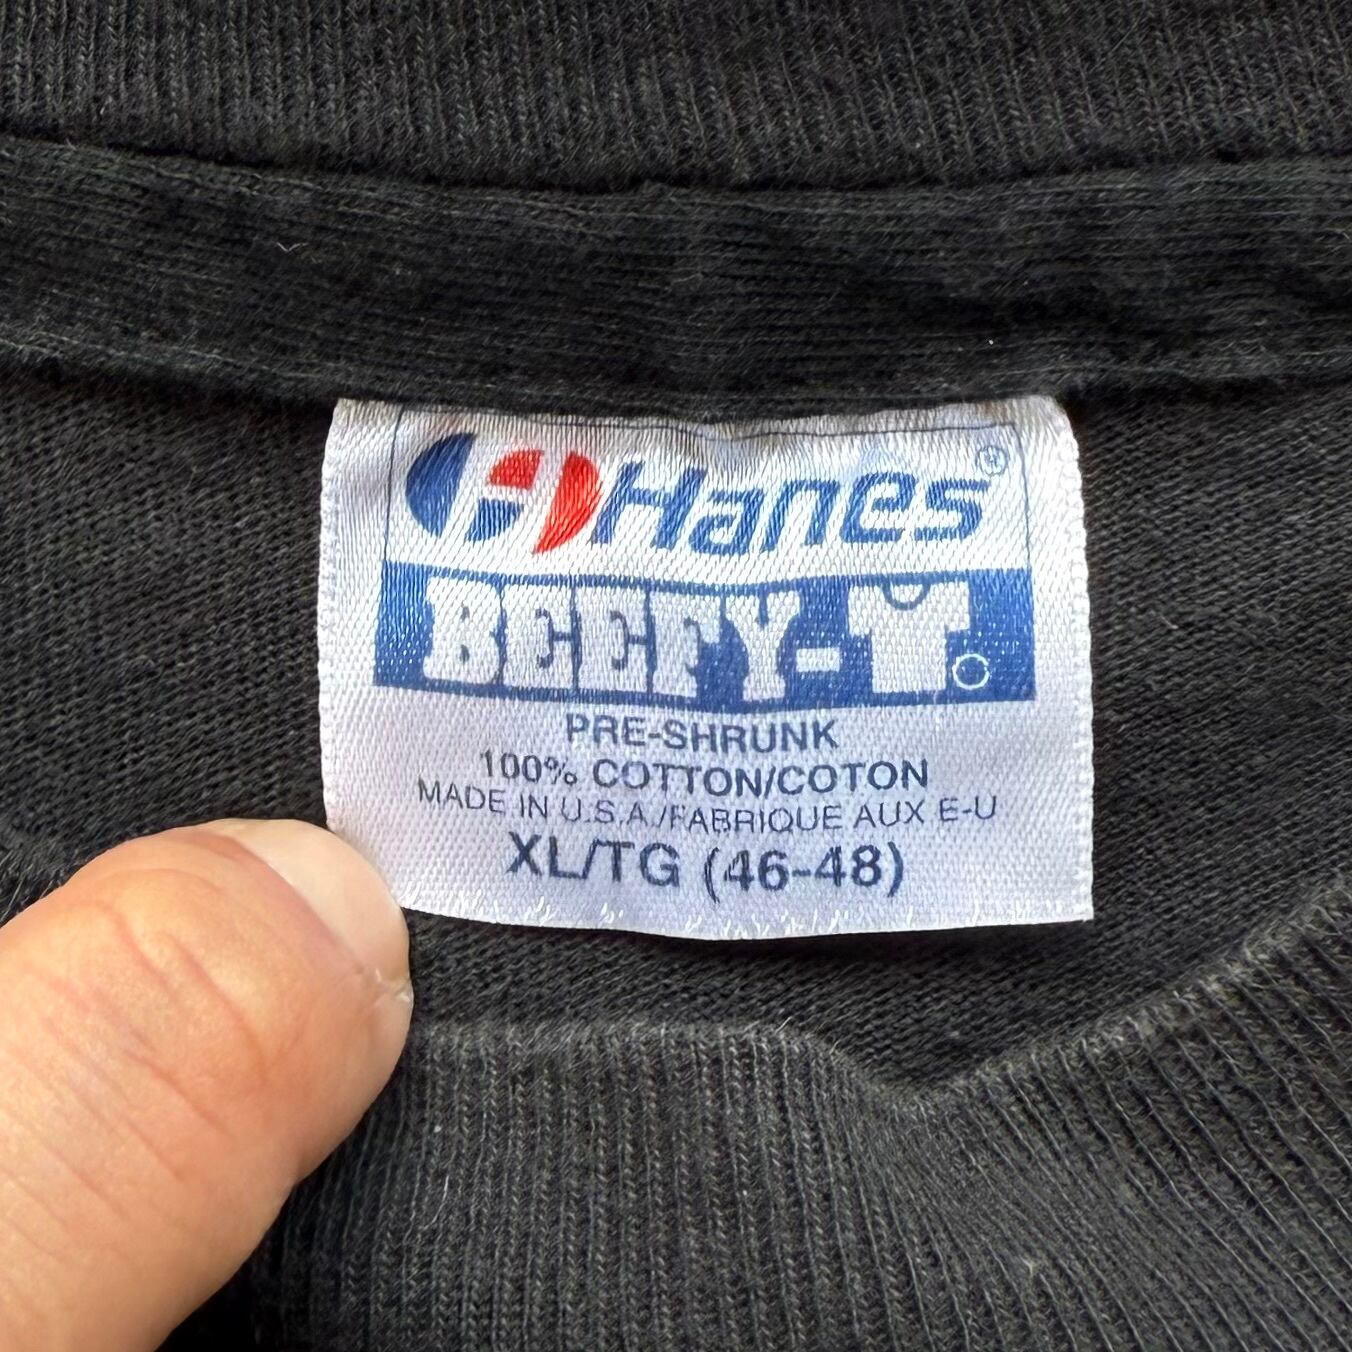 Hanes®
BEEFY-T
PRE-SHRUNK
100% COTTON/COTON
MADE IN U.S.A./FABRIQUE AUX E-U
XL/TG (46-48)